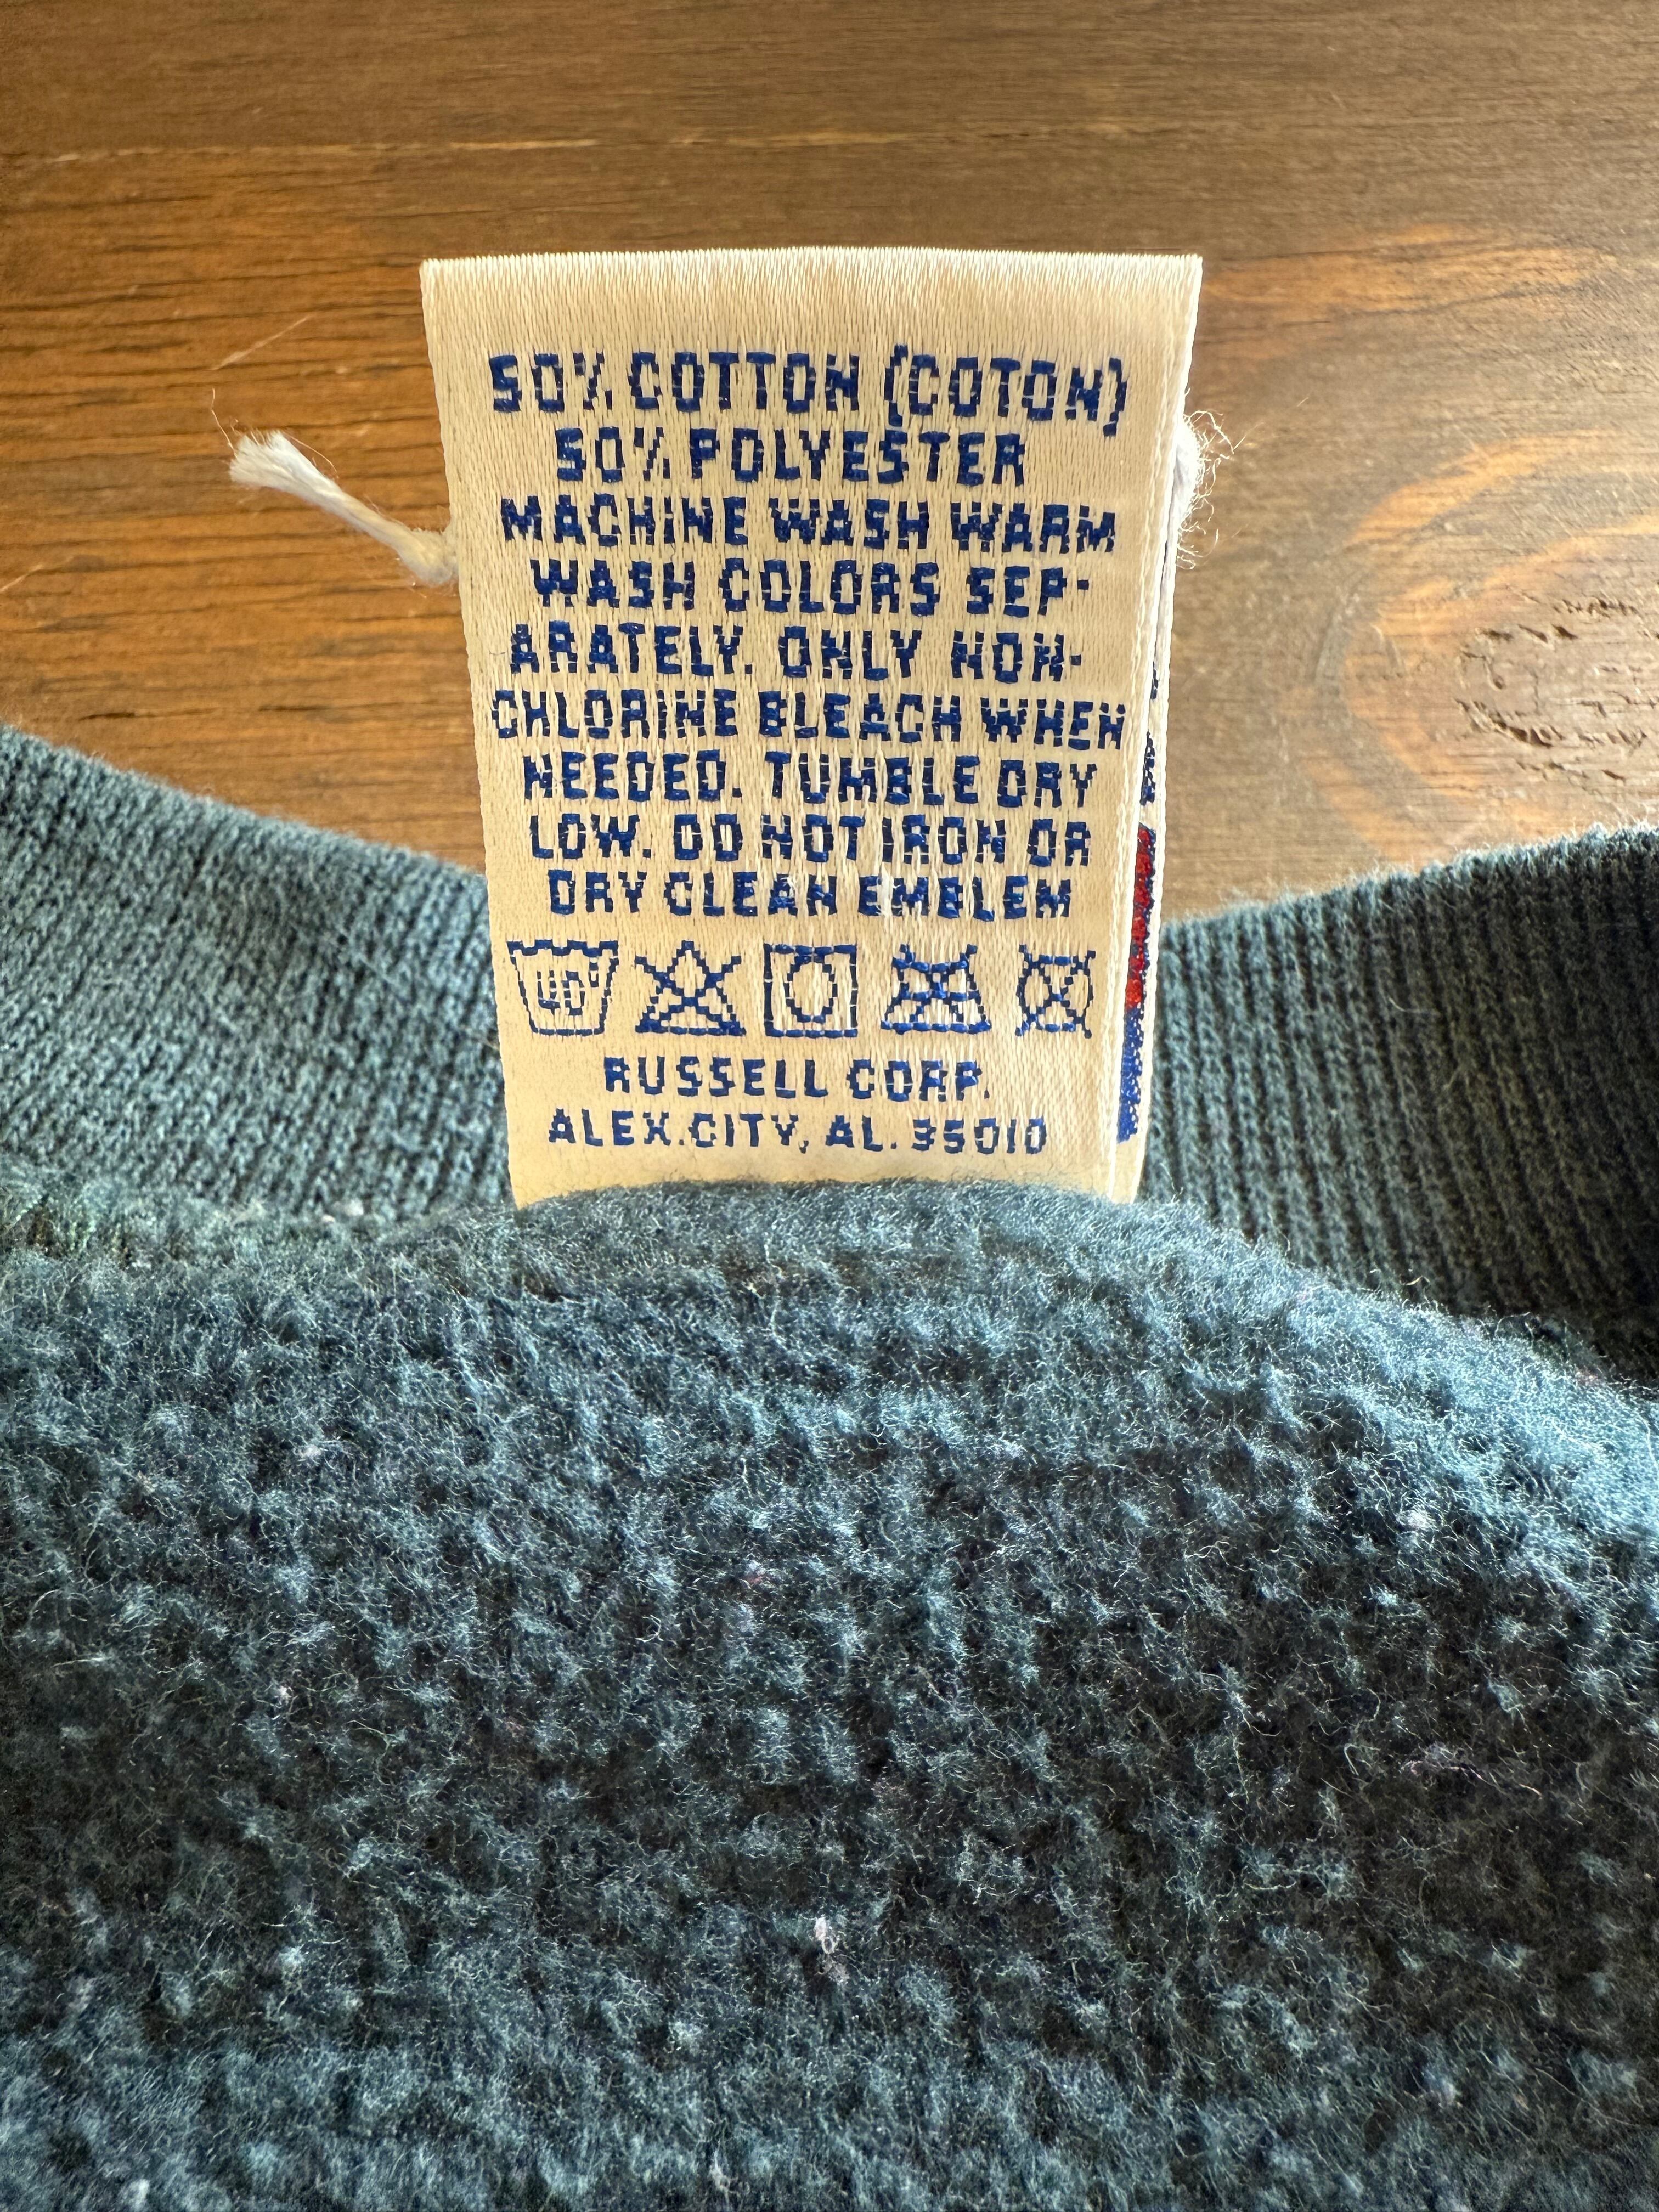 50% COTTON (COTON)
50% POLYESTER
MACHINE WASH WARM
WASH COLORS SEP-
ARATELY. ONLY NON-
CHLORINE BLEACH WHEN
NEEDED. TUMBLE DRY
LOW. DO NOT IRON OR
DRY CLEAN EMBLEM
40°
RUSSELL CORP.
ALEX.CITY, AL. 35010